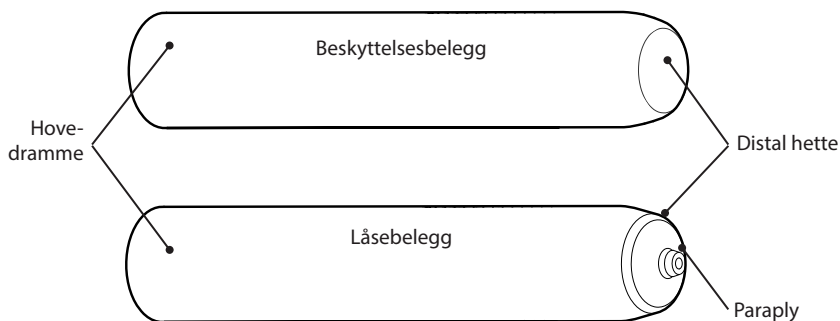 Beskyttelsesbelegg
Hove-
dramme
Distal hette
Låsebelegg
Paraply